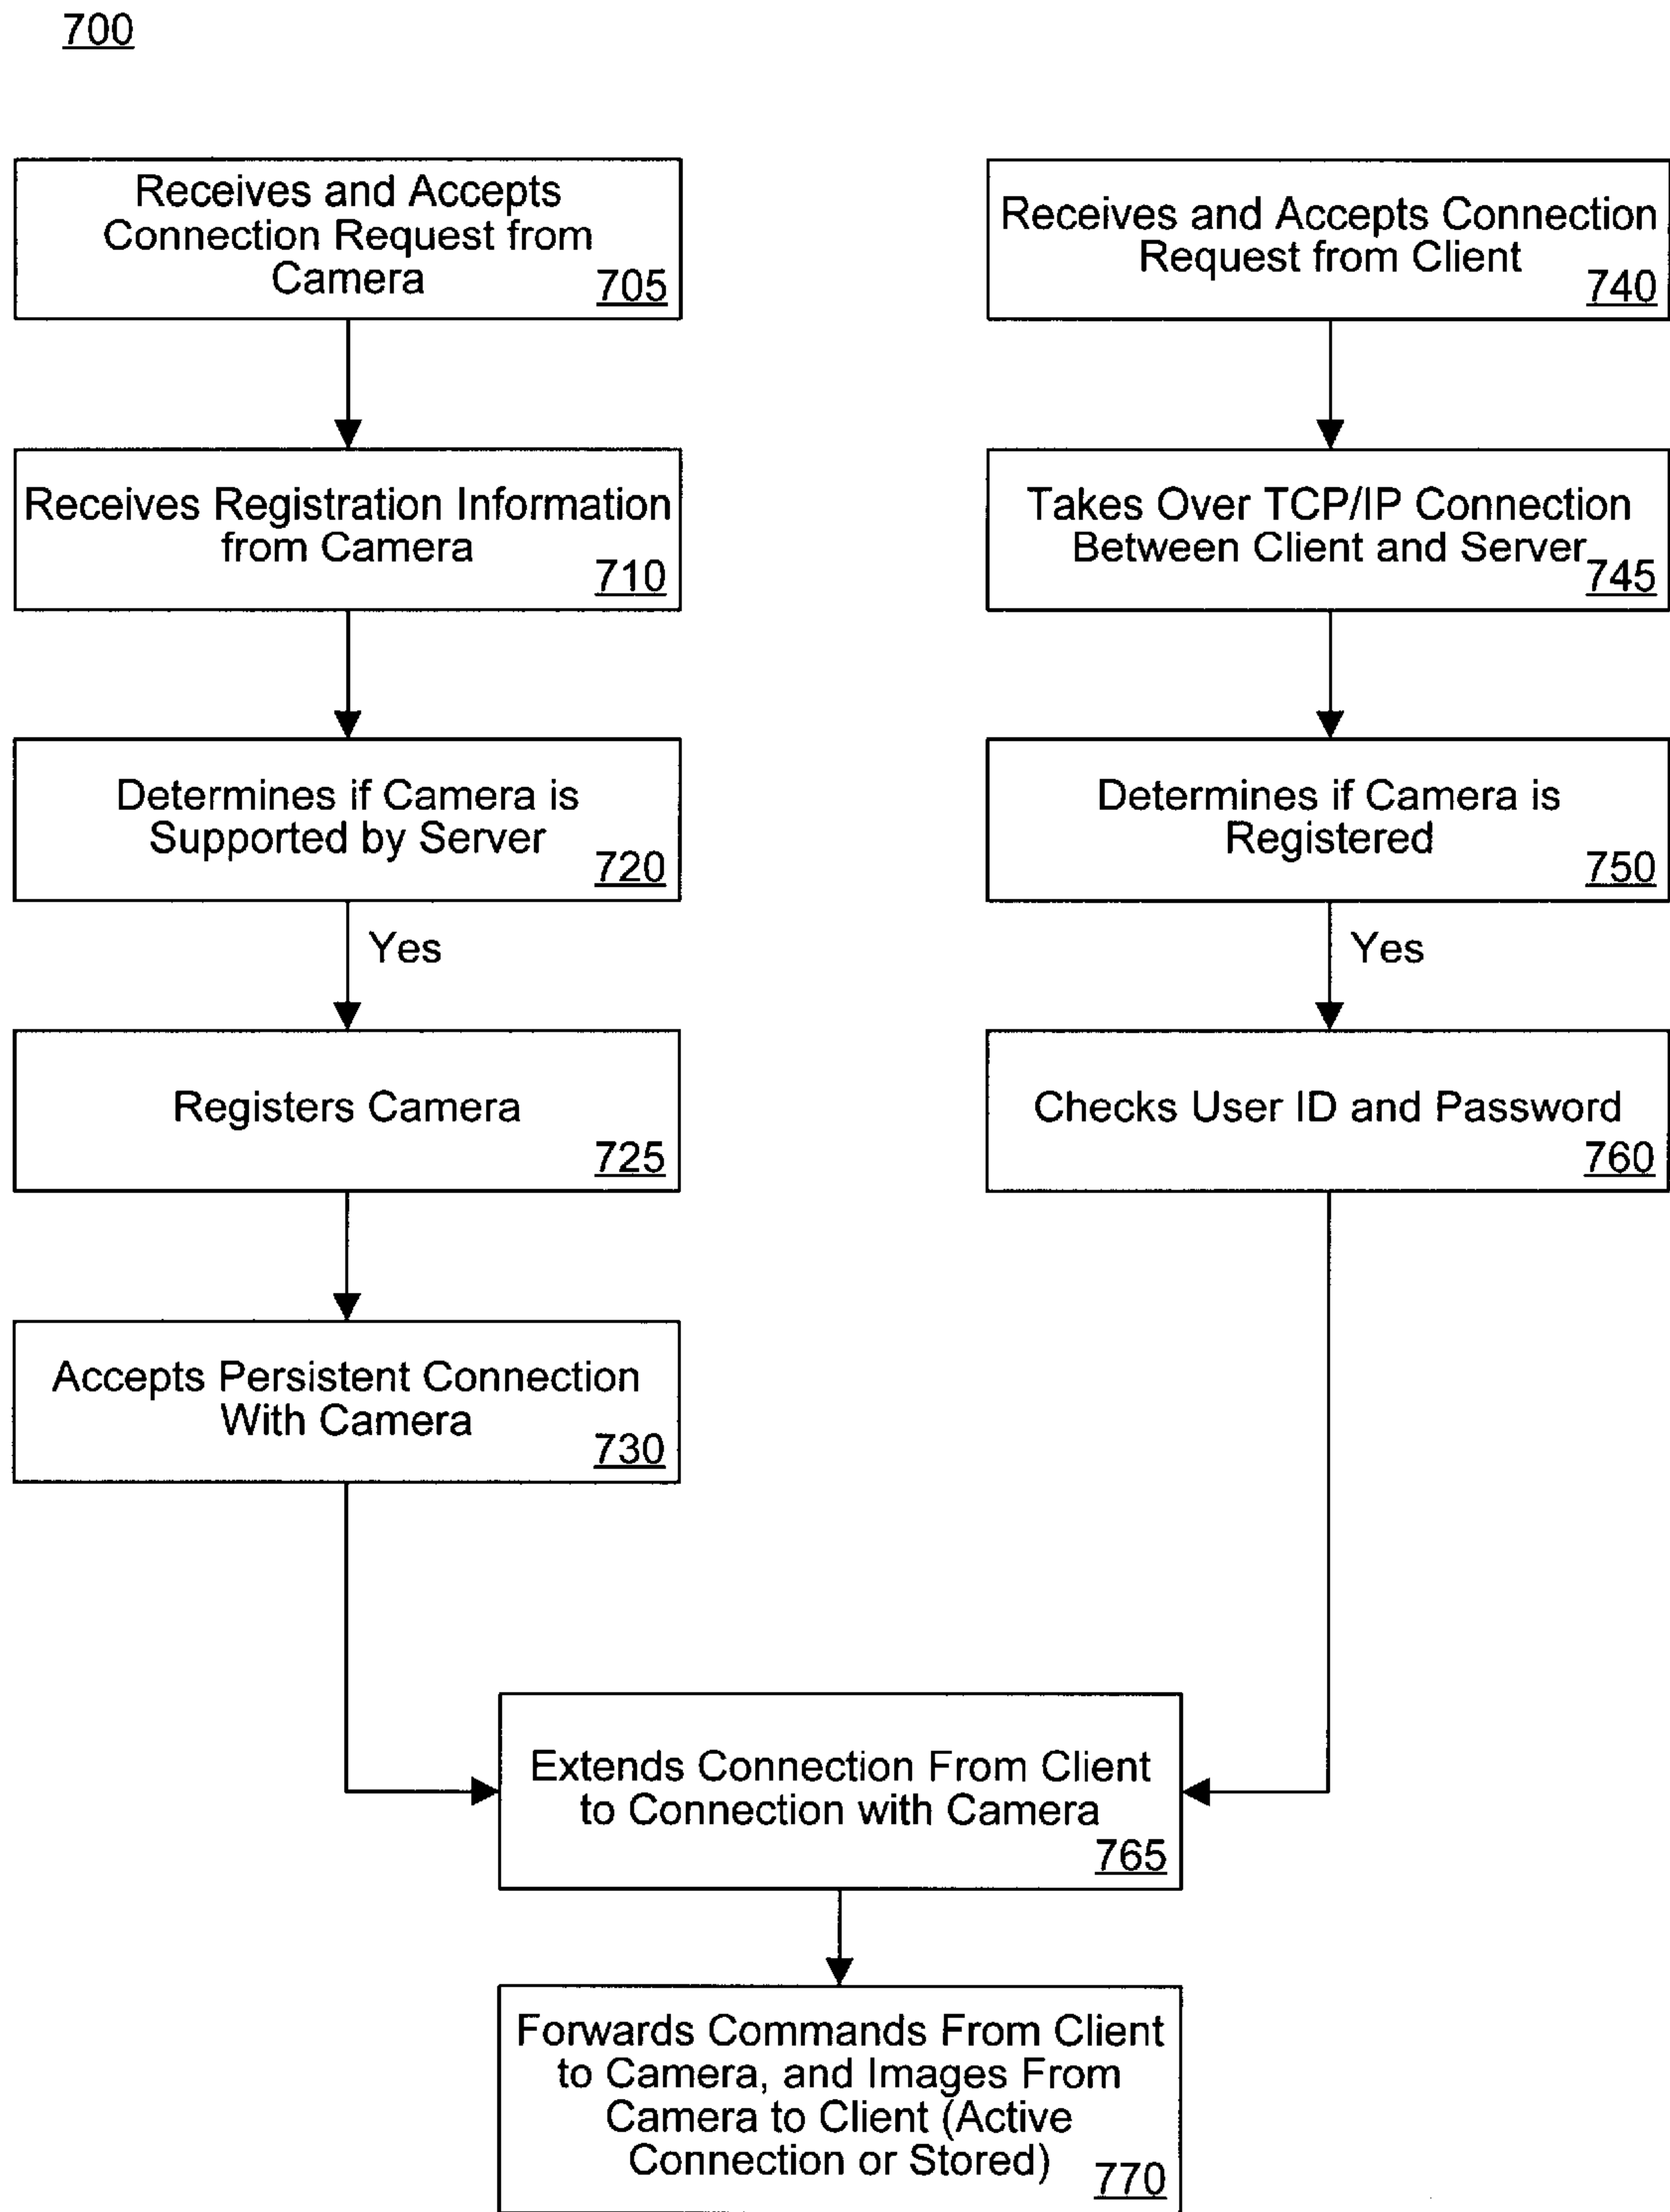 700
Receives and Accepts
Connection Request from
Camera
705
Receives Registration Information
from Camera
710
Determines if Camera is
Supported by Server
720
Yes
Registers Camera
725
Accepts Persistent Connection
With Camera
730
Receives and Accepts Connection
Request from Client
740
Takes Over TCP/IP Connection
Between Client and Server
745
Determines if Camera is
Registered
750
Yes
Checks User ID and Password
760
Extends Connection From Client
to Connection with Camera
765
Forwards Commands From Client
to Camera, and Images From
Camera to Client (Active
Connection or Stored)
770